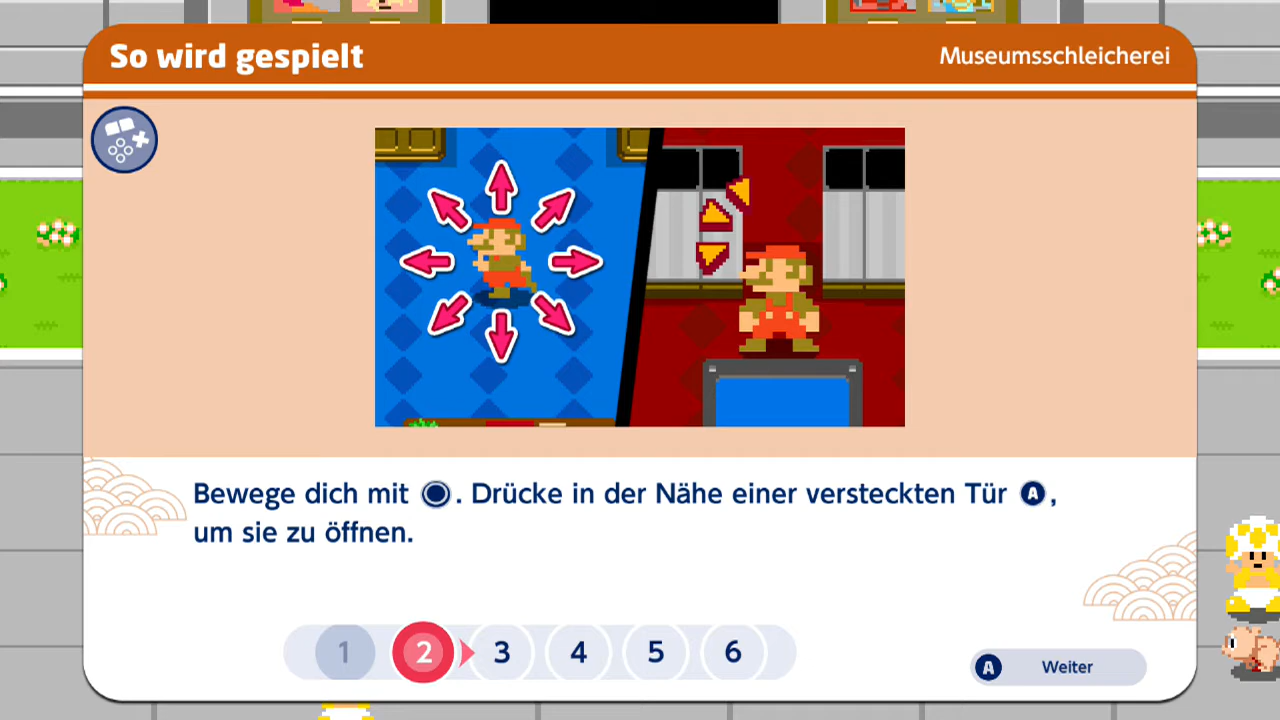 So wird gespielt
Museumsschleicherei
Bewege dich mit . Drücke in der Nähe einer versteckten Tür A,
um sie zu öffnen.
1 2 3 4 5 6
A Weiter